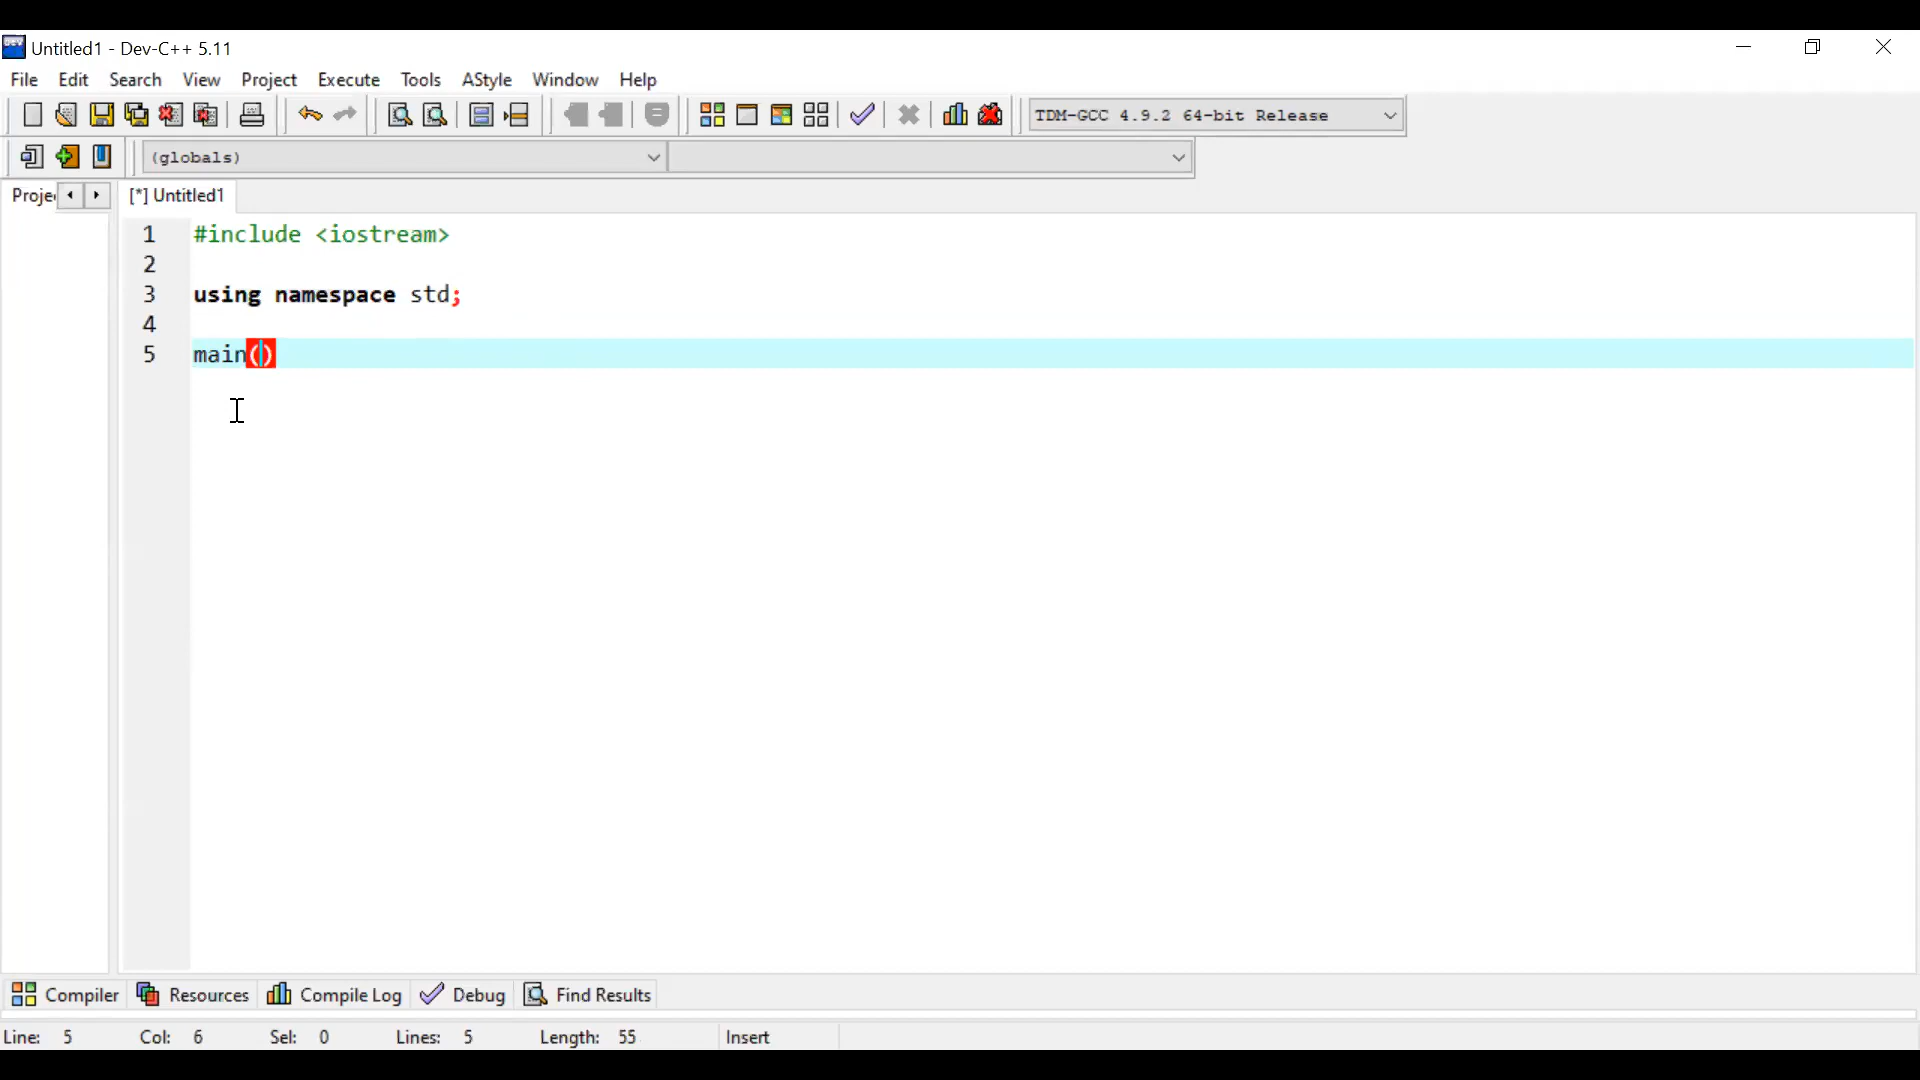 Untitled1 - Dev-C++ 5.11
File Edit Search View Project Execute Tools AStyle Window Help
TDM-GCC 4.9.2 64-bit Release
(globals)
Proje [*] Untitled1
1 #include <iostream>
2
3 using namespace std;
4
5 main()
Compiler Resources Compile Log Debug Find Results
Line: 5 Col: 6 Sel: 0 Lines: 5 Length: 55 Insert